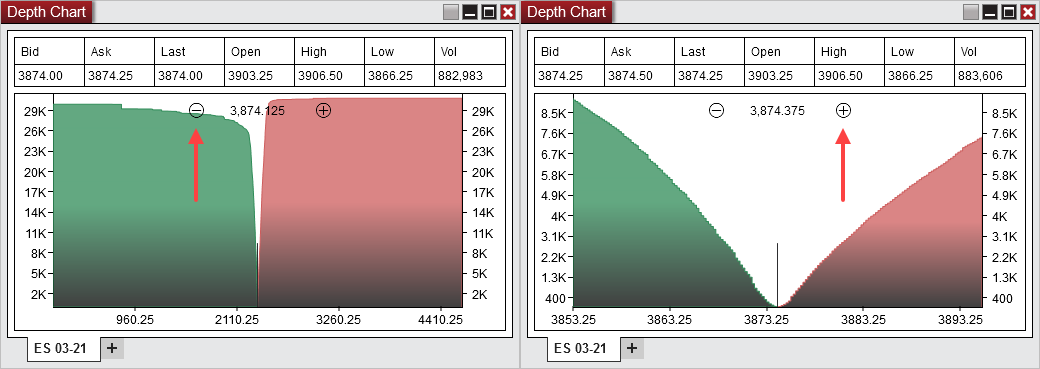 Depth Chart
Bid Ask Last Open High Low Vol
3874.00 3874.25 3874.00 3903.25 3906.50 3866.25 882,983
3,874.125
29K 29K
26K 26K
23K 23K
20K 20K
17K 17K
14K 14K
11K 11K
8K 8K
5K 5K
2K 2K
960.25 2110.25 3260.25 4410.25
ES 03-21 +
Depth Chart
Bid Ask Last Open High Low Vol
3874.25 3874.50 3874.25 3903.25 3906.50 3866.25 883,606
3,874.375
8.5K 8.5K
7.6K 7.6K
6.7K 6.7K
5.8K 5.8K
4.9K 4.9K
4K 4K
3.1K 3.1K
2.2K 2.2K
1.3K 1.3K
400 400
3853.25 3863.25 3873.25 3883.25 3893.25
ES 03-21 +